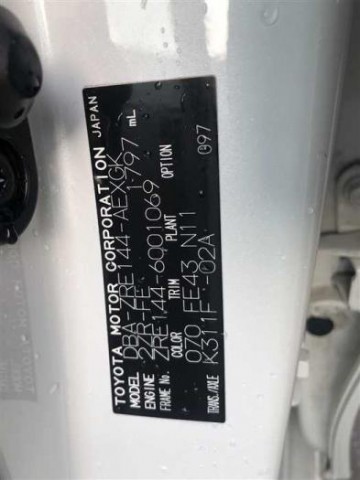 TOYOTA MOTOR CORPORATION JAPAN
MODEL DBA-ZRE144-AEXGK
ENGINE 2ZR-FE 1797 mL
FRAME No. ZRE144-6001069
COLOR TRIM PLANT OPTION
070 FE43 N11 097
TRANS./AXLE K311F -02A